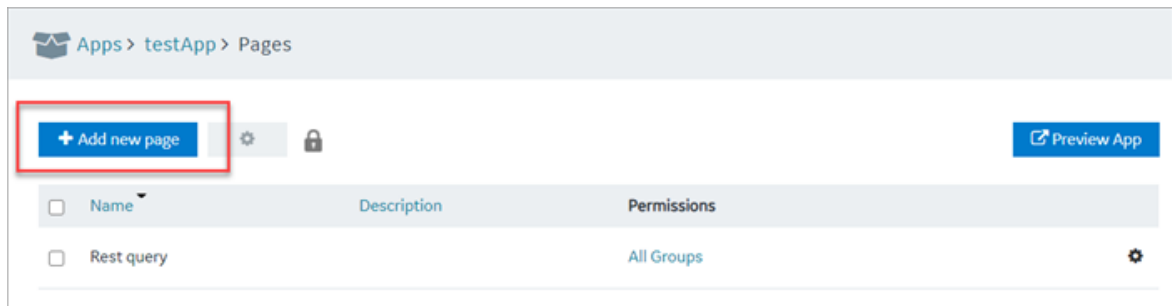 Apps > testApp > Pages
+ Add new page
Preview App
Name Description Permissions
Rest query All Groups